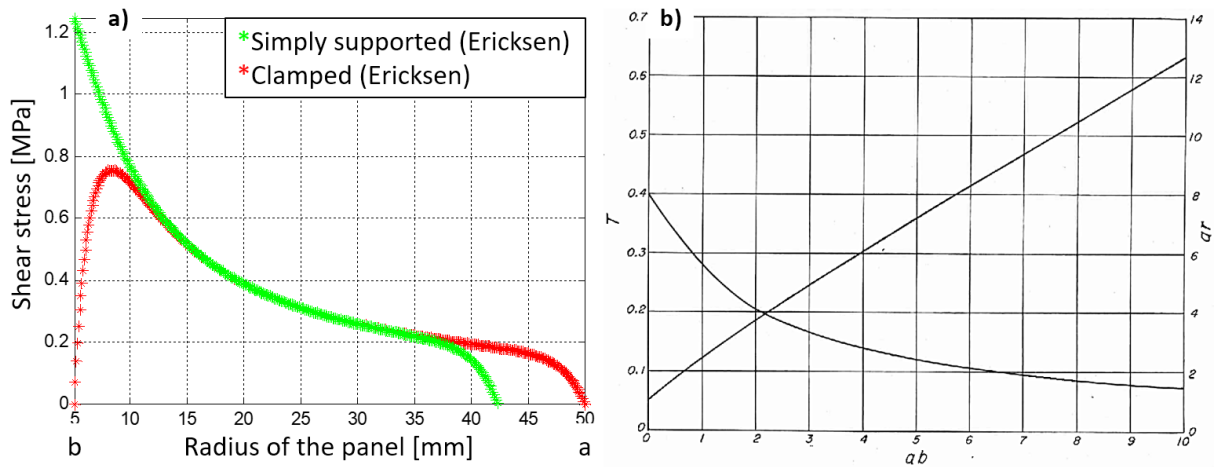 a)
*Simply supported (Ericksen)
*Clamped (Ericksen)
Shear stress [MPa]
1.2
1
0.8
0.6
0.4
0.2
0
5 10 15 20 25 30 35 40 45 50
b Radius of the panel [mm] a
b)
0.7
0.6
0.5
0.4
T
0.3
0.2
0.1
0
14
12
10
8
ar
6
4
2
0
0 1 2 3 4 5 6 7 8 9 10
ab